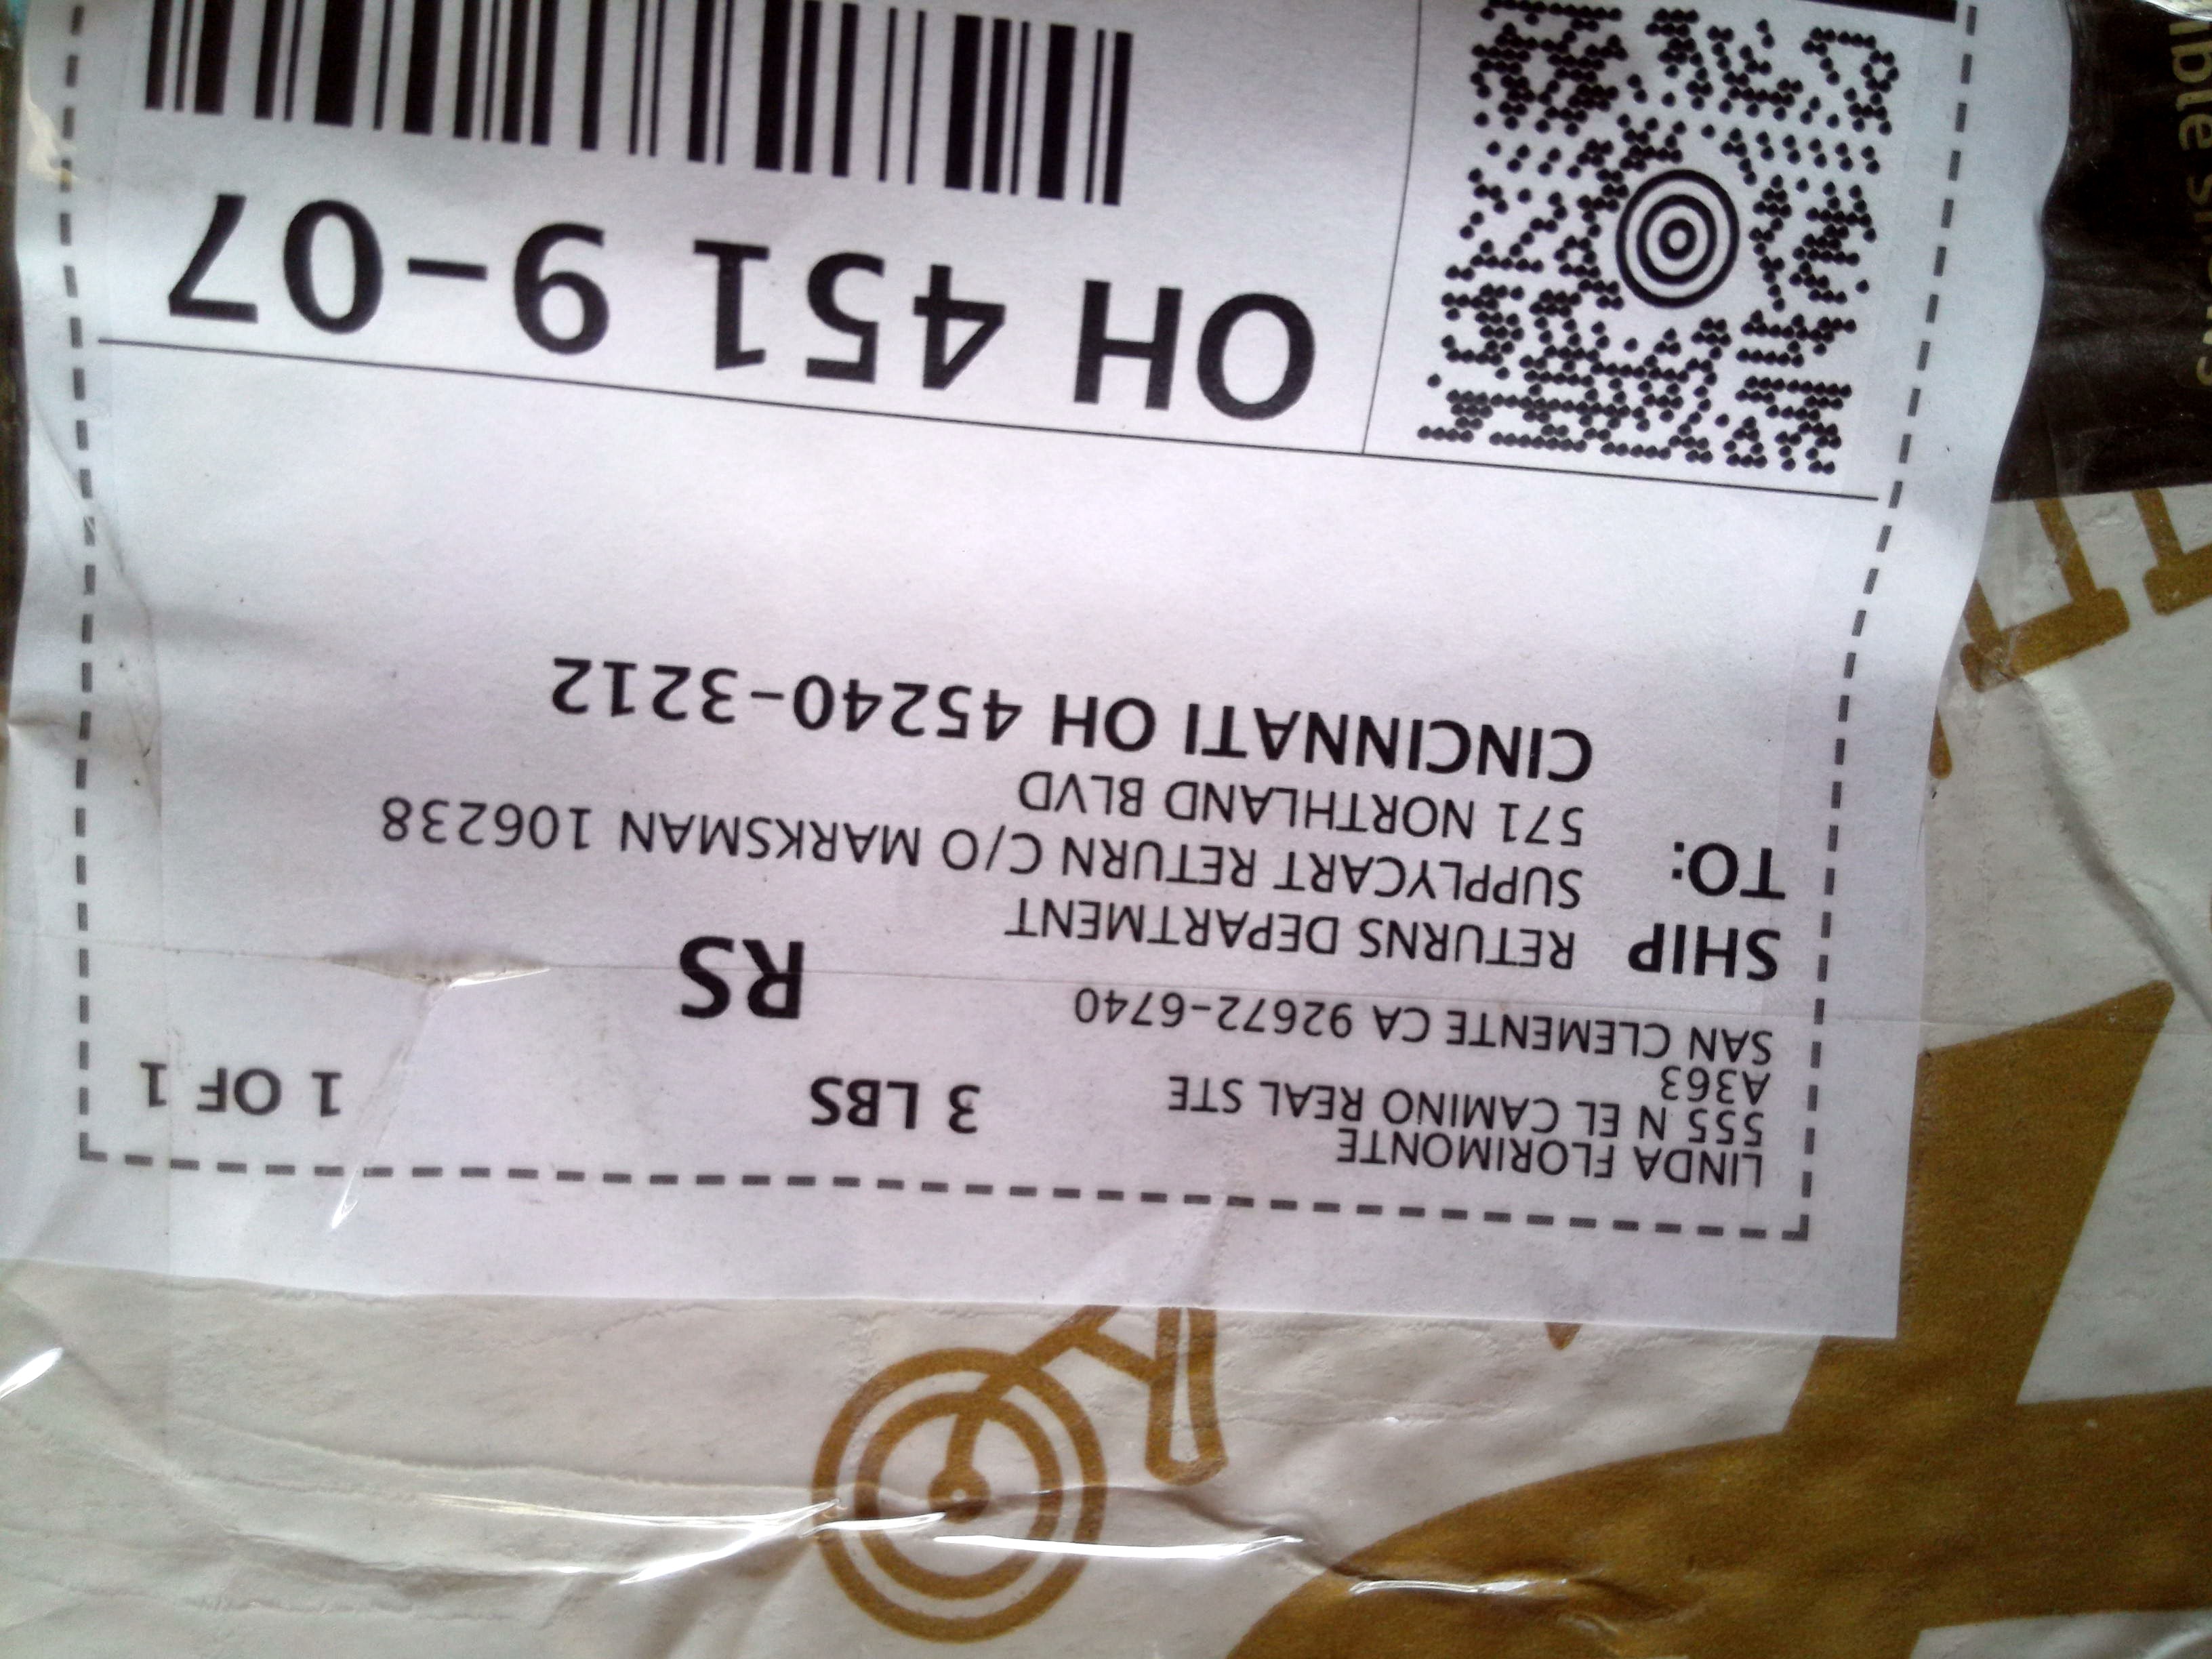 LINDA FLORIMONTE
555 N EL CAMINO REAL STE
A363
SAN CLEMENTE CA 92672-6740
3 LBS
1 OF 1
RS
SHIP
TO:
RETURNS DEPARTMENT
SUPPLYCART RETURN C/O MARKSMAN 106238
571 NORTHLAND BLVD
CINCINNATI OH 45240-3212
OH 451 9-07